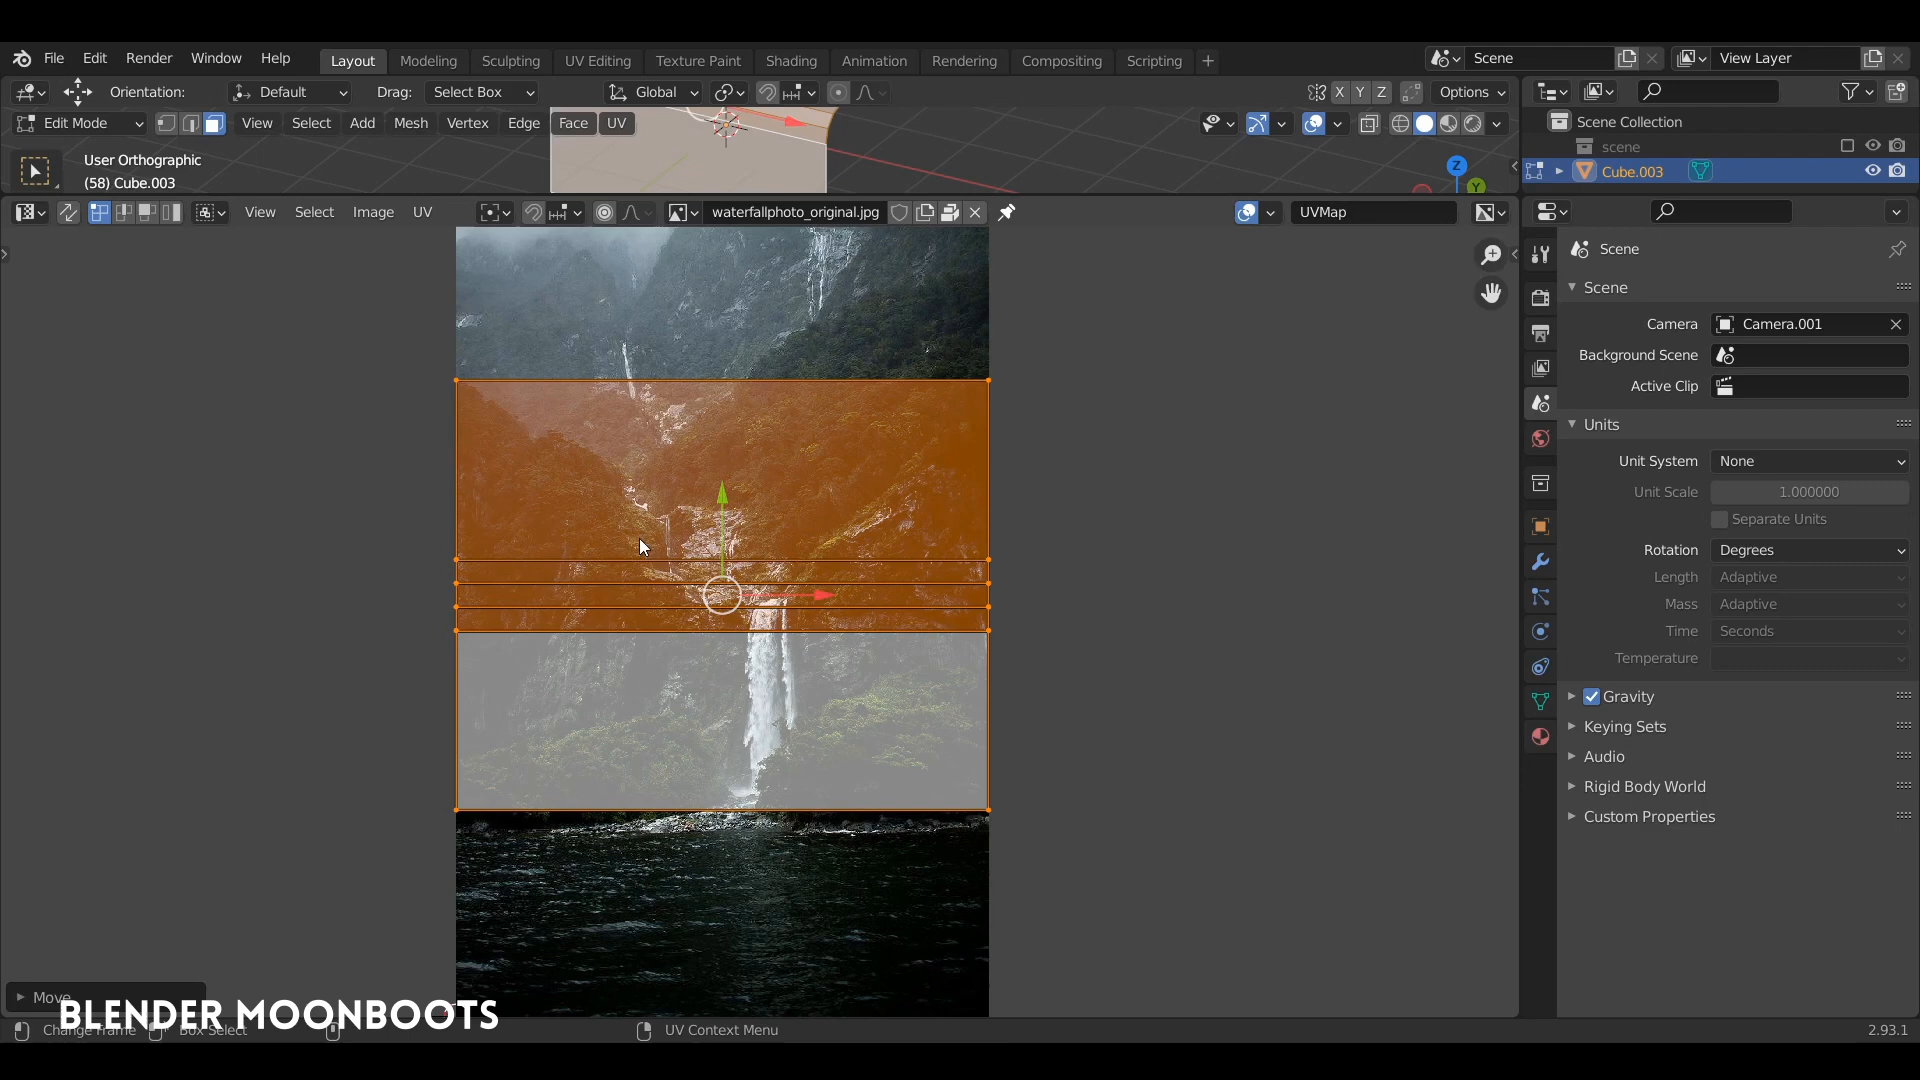 File Edit Render Window Help Layout Modeling Sculpting UV Editing Texture Paint Shading Animation Rendering Compositing Scripting + Scene View Layer
Orientation: Default Drag: Select Box Global X Y Z Options
Edit Mode View Select Add Mesh Vertex Edge Face UV
Scene Collection
scene
Cube.003
User Orthographic
(58) Cube.003
Z
Y
View Select Image UV waterfallphoto_original.jpg UVMap
Scene
Scene
Camera Camera.001
Background Scene
Active Clip
Units
Unit System None
Unit Scale 1.000000
Separate Units
Rotation Degrees
Length Adaptive
Mass Adaptive
Time Seconds
Temperature
Gravity
Keying Sets
Audio
Rigid Body World
Custom Properties
Move
BLENDER MOONBOOTS
Change Frame Box Select UV Context Menu 2.93.1